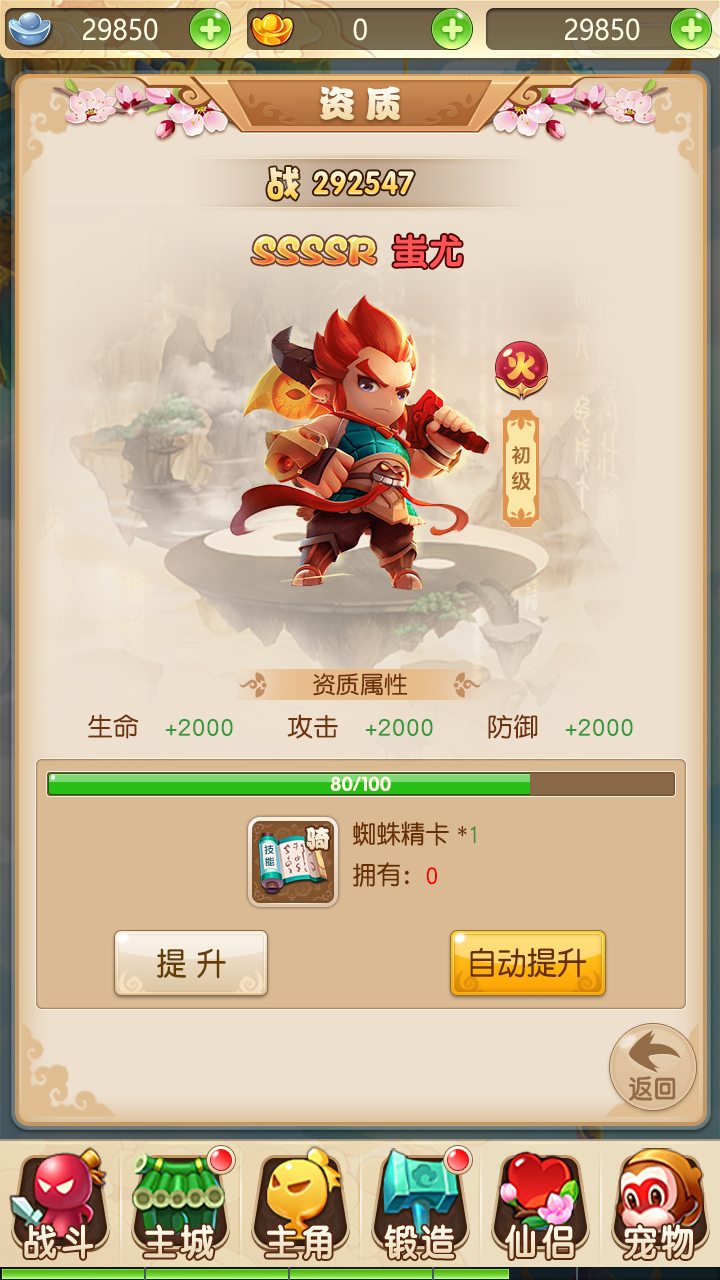 29850 0 29850
资质
战 292547
SSSSR 蚩尤
火
初级
资质属性
生命 +2000 攻击 +2000 防御 +2000
80/100
骑
技能
蜘蛛精卡 *1
拥有：0
提升 自动提升
返回
战斗 主城 主角 锻造 仙侣 宠物